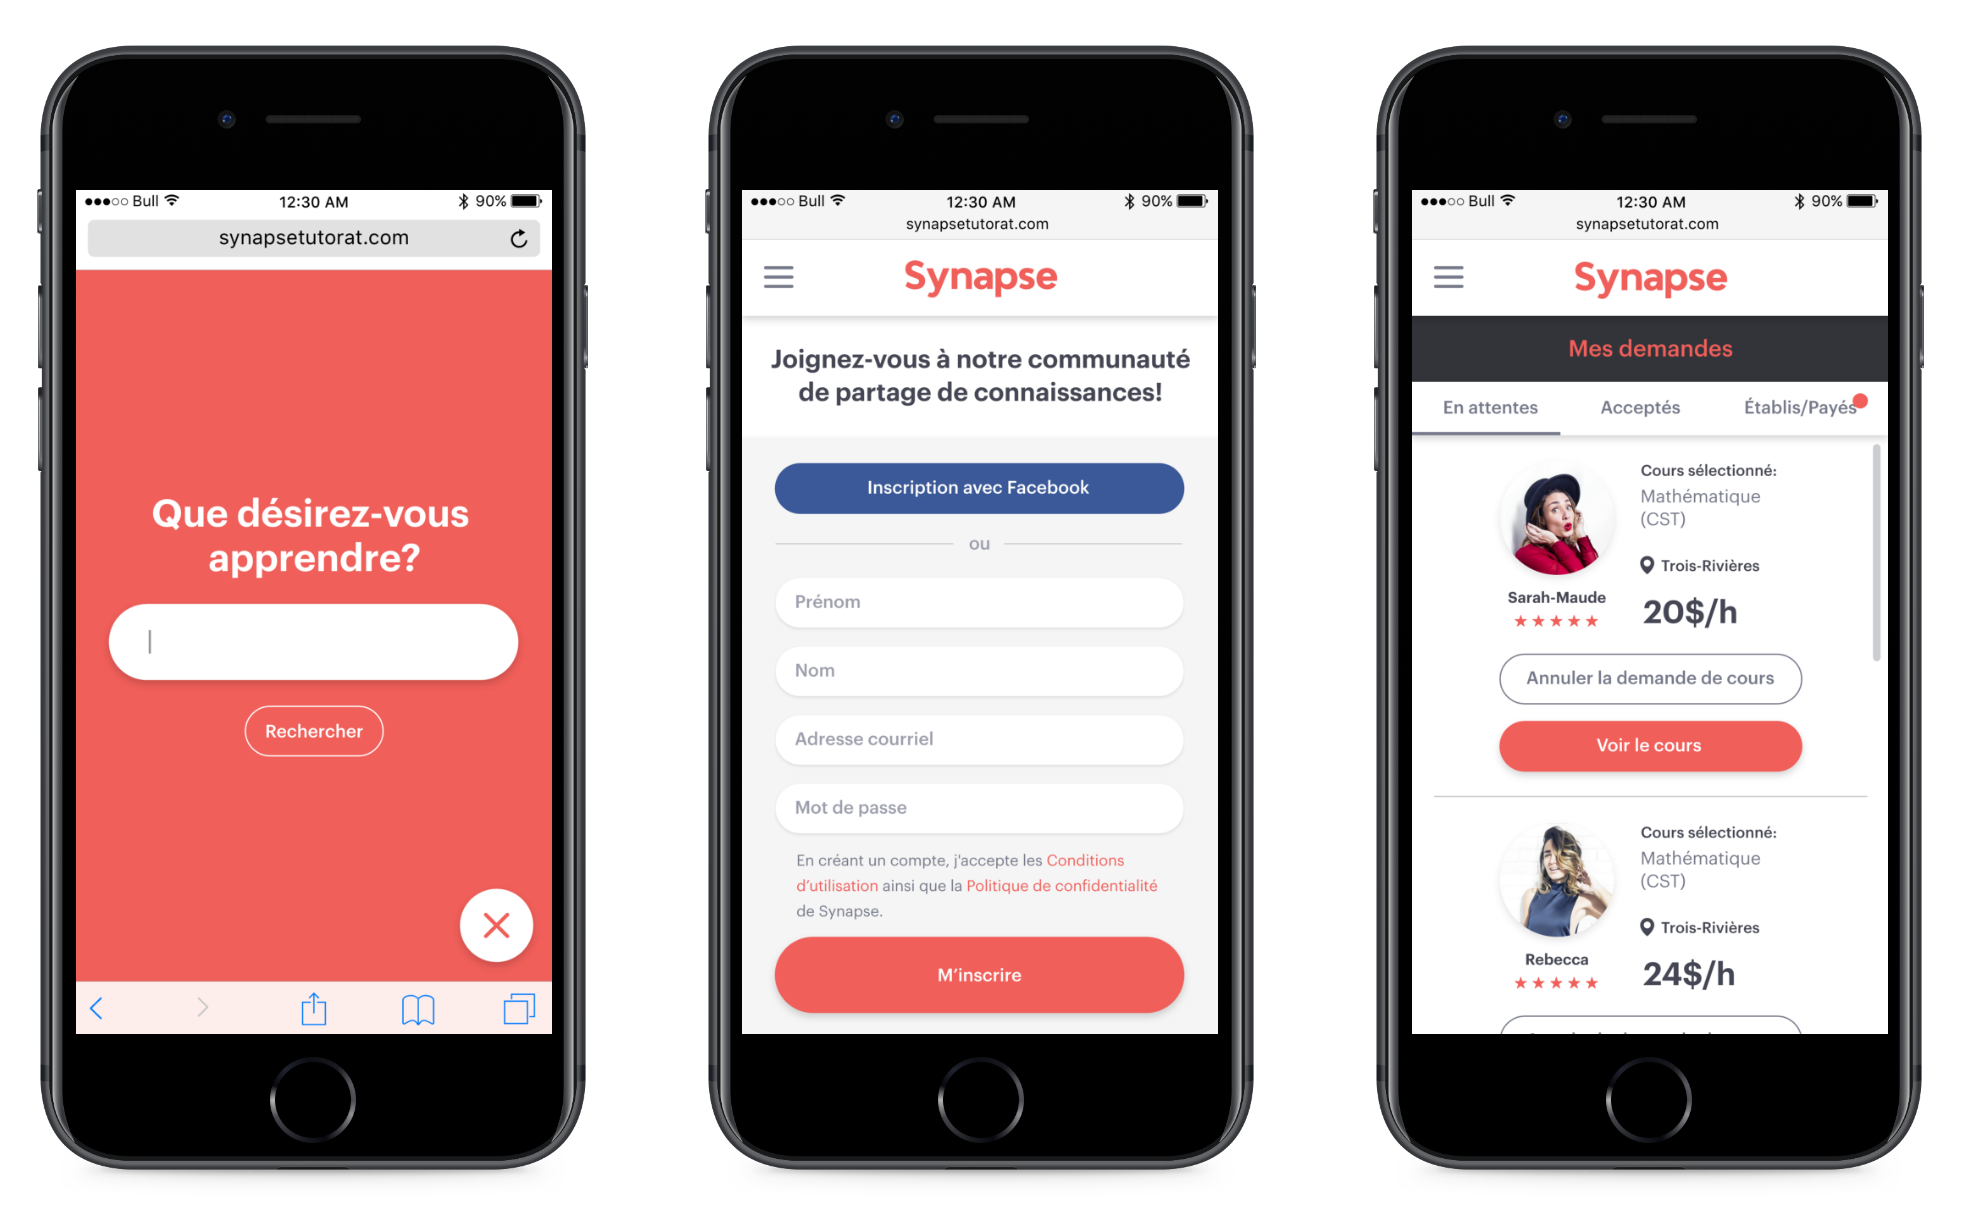 Bull
12:30 AM
90%
synapsetutorat.com
Que désirez-vous
apprendre?
Rechercher
Bull
12:30 AM
90%
synapsetutorat.com
Synapse
Joignez-vous à notre communauté
de partage de connaissances!
Inscription avec Facebook
ou
Prénom
Nom
Adresse courriel
Mot de passe
En créant un compte, j'accepte les Conditions
d'utilisation ainsi que la Politique de confidentialité
de Synapse.
M'inscrire
Bull
12:30 AM
90%
synapsetutorat.com
Synapse
Mes demandes
En attentes
Acceptés
Établis/Payés
Cours sélectionné:
Mathématique
(CST)
Trois-Rivières
Sarah-Maude
20$/h
Annuler la demande de cours
Voir le cours
Cours sélectionné:
Mathématique
(CST)
Trois-Rivières
Rebecca
24$/h